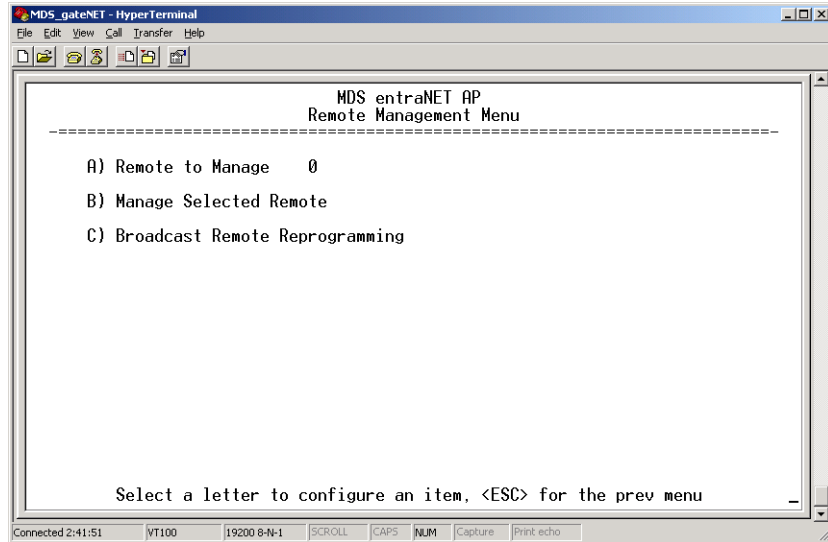 MDS_gateNET - HyperTerminal
File Edit View Call Transfer Help
MDS entraNET AP
Remote Management Menu
-==========================================================================-
A) Remote to Manage 0
B) Manage Selected Remote
C) Broadcast Remote Reprogramming
Select a letter to configure an item, <ESC> for the prev menu _
Connected 2:41:51 VT100 19200 8-N-1 SCROLL CAPS NUM Capture Print echo